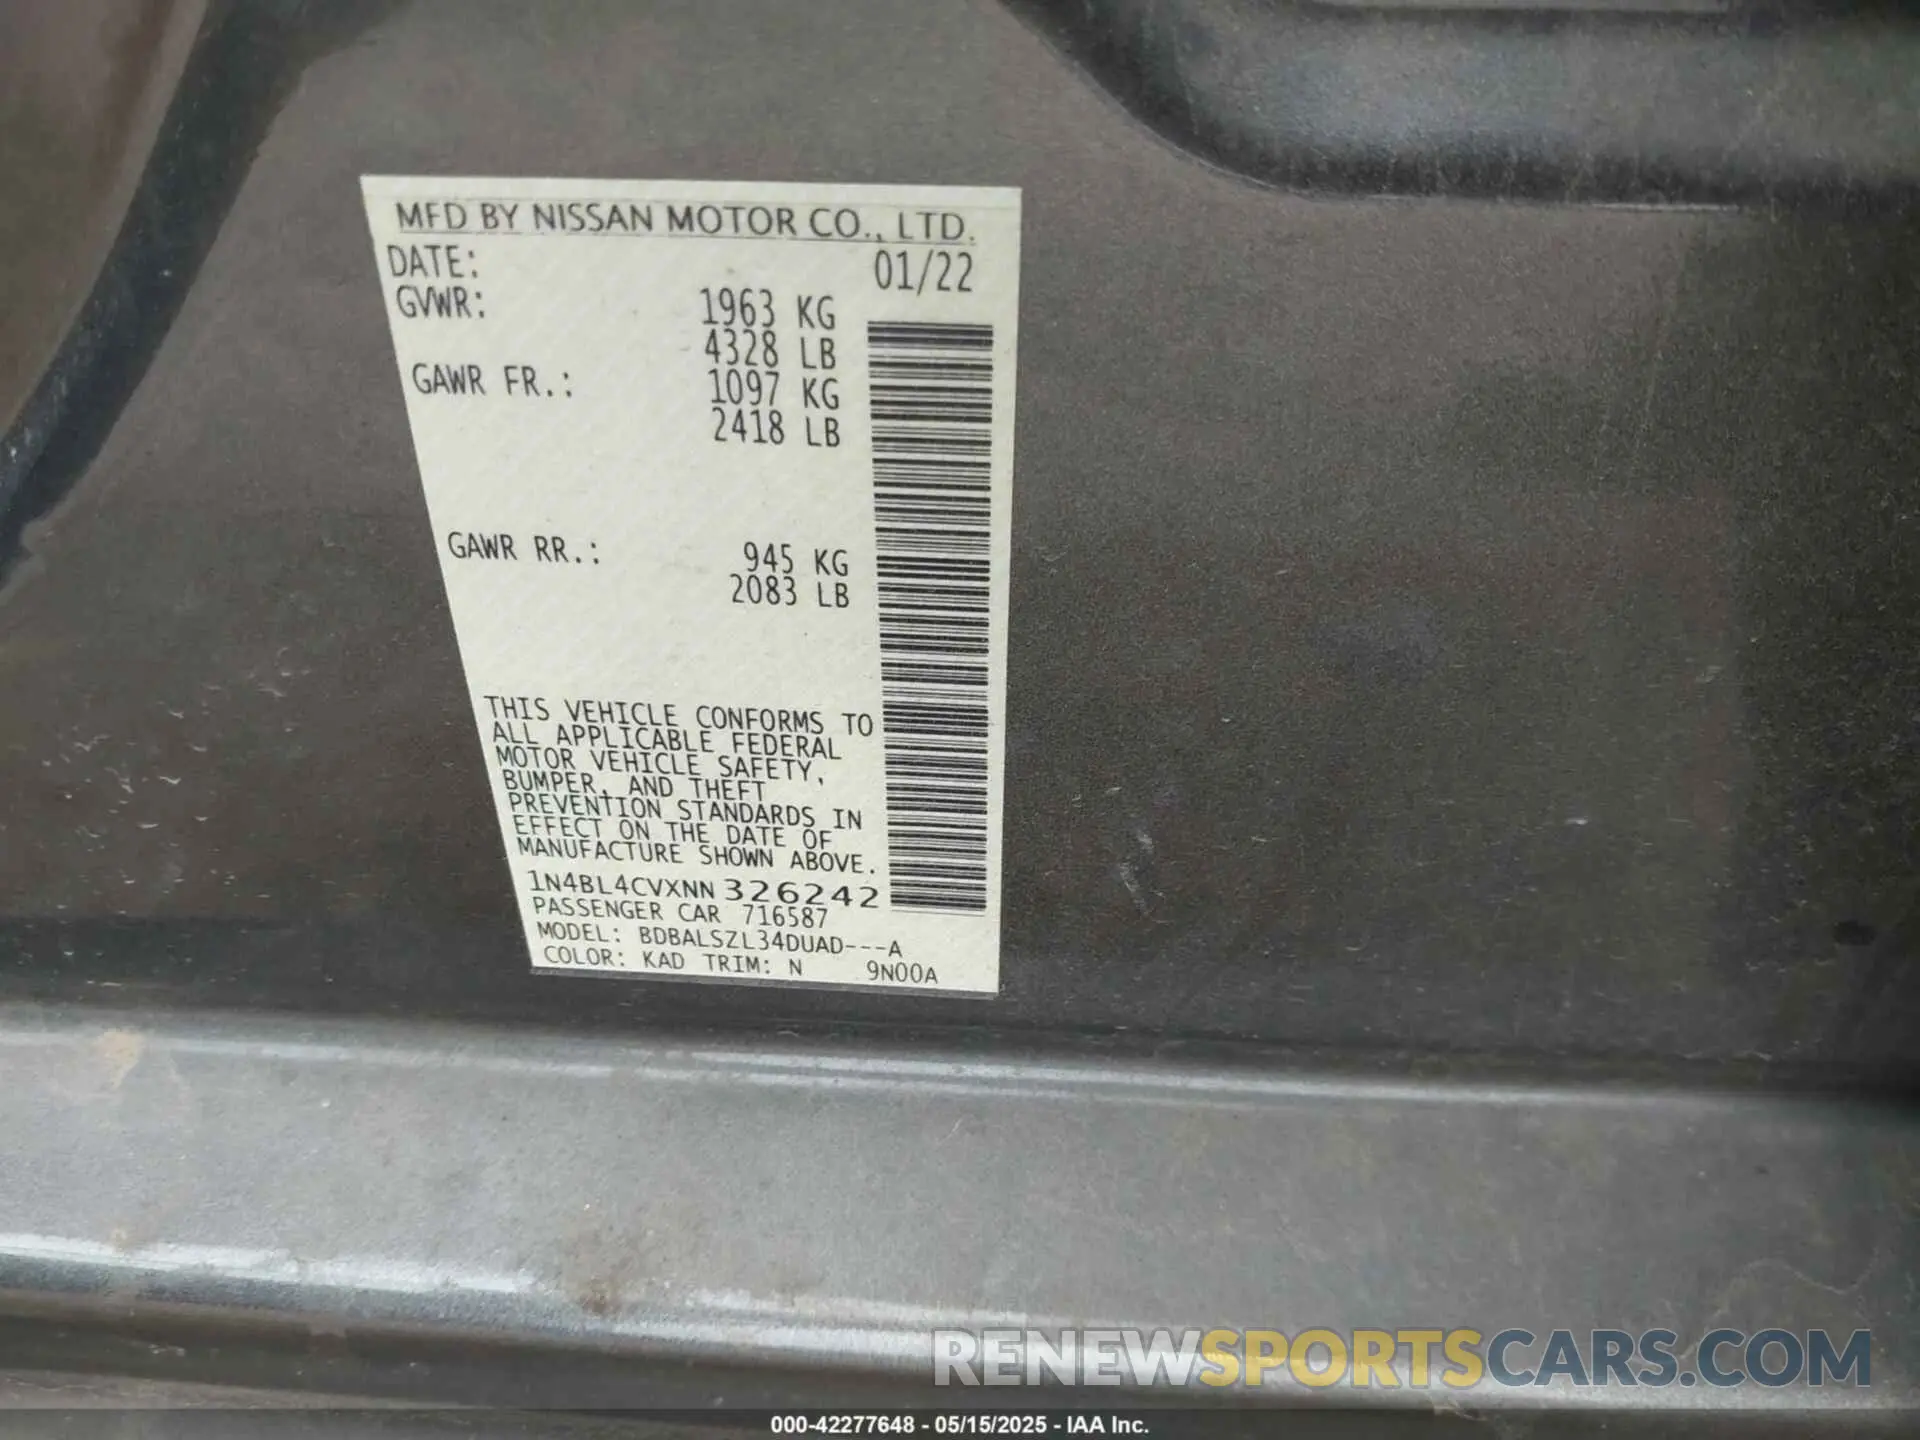 MFD BY NISSAN MOTOR CO., LTD.
DATE: 01/22
GVWR: 1963 KG
4328 LB
GAWR FR.: 1097 KG
2418 LB
GAWR RR.: 945 KG
2083 LB
THIS VEHICLE CONFORMS TO
ALL APPLICABLE FEDERAL
MOTOR VEHICLE SAFETY,
BUMPER, AND THEFT
PREVENTION STANDARDS IN
EFFECT ON THE DATE OF
MANUFACTURE SHOWN ABOVE.
1N4BL4CVXNN326242
PASSENGER CAR 716587
MODEL: BDBALSZL34DUAD---A
COLOR: KAD TRIM: N 9N00A
RENEWSPORTSCARS.COM
000-42277648 - 05/15/2025 - IAA Inc.